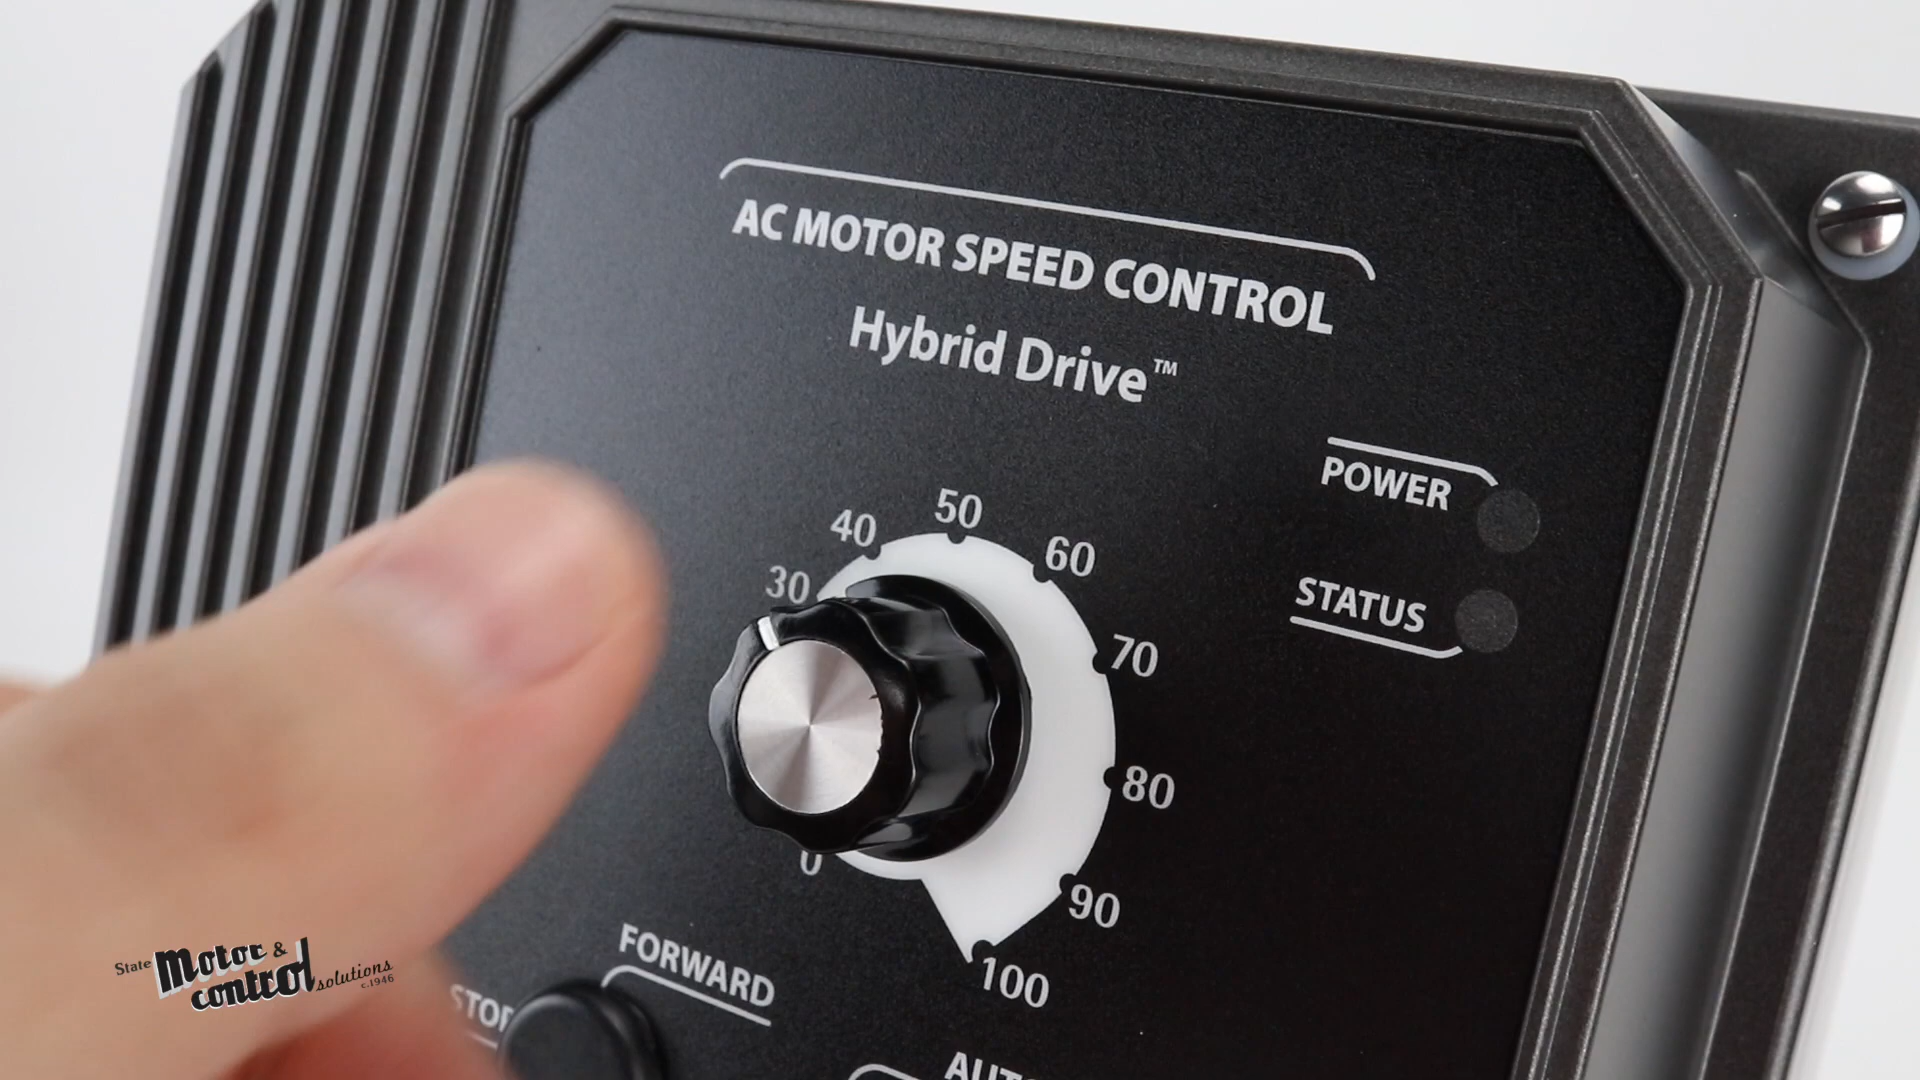 AC MOTOR SPEED CONTROL
Hybrid Drive™
POWER
STATUS
30
40
50
60
70
80
90
100
0
FORWARD
State Motor & control solutions
c.1946